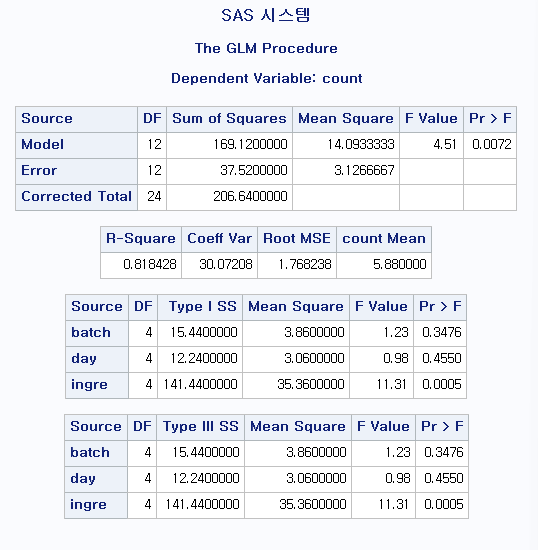 SAS 시스템
The GLM Procedure
Dependent Variable: count
Source DF Sum of Squares Mean Square F Value Pr > F
Model 12 169.1200000 14.0933333 4.51 0.0072
Error 12 37.5200000 3.1266667
Corrected Total 24 206.6400000
R-Square Coeff Var Root MSE count Mean
0.818428 30.07208 1.768238 5.880000
Source DF Type I SS Mean Square F Value Pr > F
batch 4 15.4400000 3.8600000 1.23 0.3476
day 4 12.2400000 3.0600000 0.98 0.4550
ingre 4 141.4400000 35.3600000 11.31 0.0005
Source DF Type III SS Mean Square F Value Pr > F
batch 4 15.4400000 3.8600000 1.23 0.3476
day 4 12.2400000 3.0600000 0.98 0.4550
ingre 4 141.4400000 35.3600000 11.31 0.0005